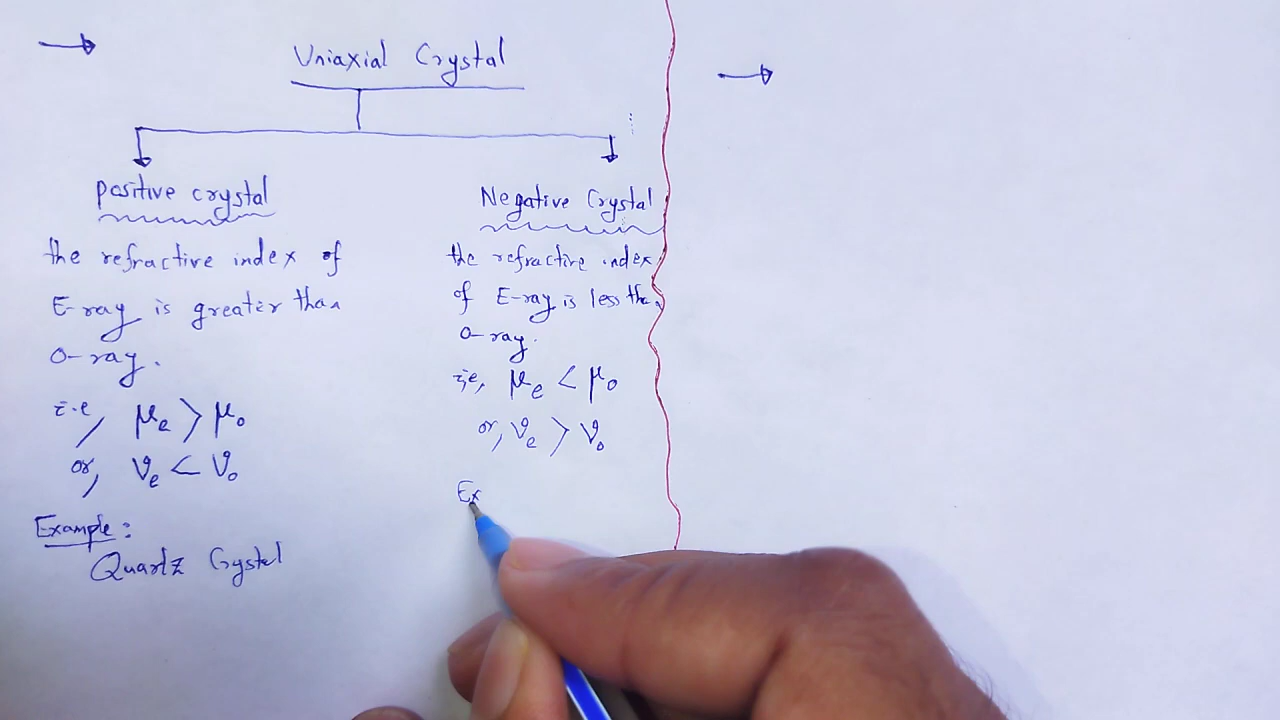 Uniaxial Crystal
positive crystal
the refractive index of
E-ray is greater than
O-ray.
i.e, μe > μo
or, ve < vo
Example:
Quartz Crystal
Negative Crystal
the refractive index
of E-ray is less than
O-ray.
i,e, μe < μo
or, ve > vo
Ex